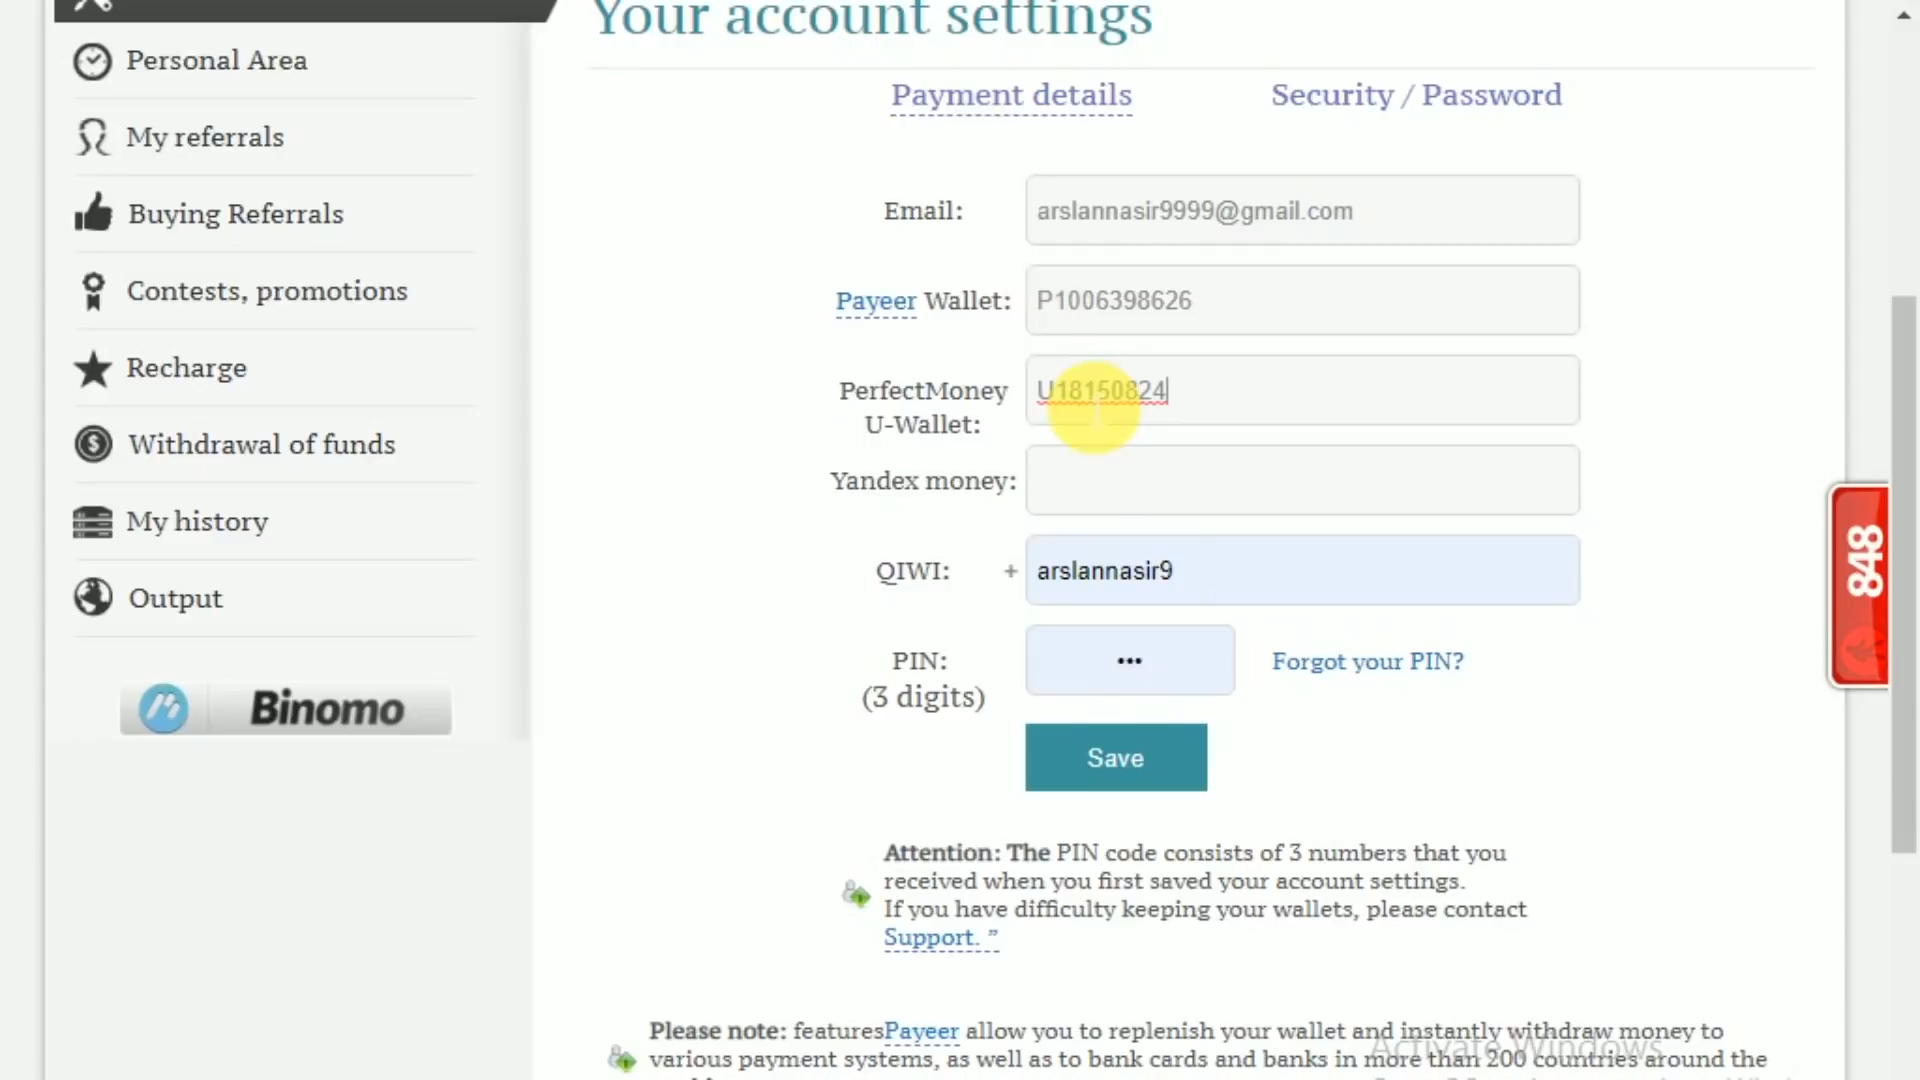 Your account settings
Personal Area
My referrals
Buying Referrals
Contests, promotions
Recharge
Withdrawal of funds
My history
Output
Binomo
Payment details
Security / Password
Email: arslannasir9999@gmail.com
Payeer Wallet: P1006398626
PerfectMoney U18150824
U-Wallet:
Yandex money:
QIWI: + arslannasir9
PIN: ••• Forgot your PIN?
(3 digits)
Save
Attention: The PIN code consists of 3 numbers that you
received when you first saved your account settings.
If you have difficulty keeping your wallets, please contact
Support. ”
Please note: featuresPayeer allow you to replenish your wallet and instantly withdraw money to
various payment systems, as well as to bank cards and banks in more than 200 countries around the
Activate Windows
848